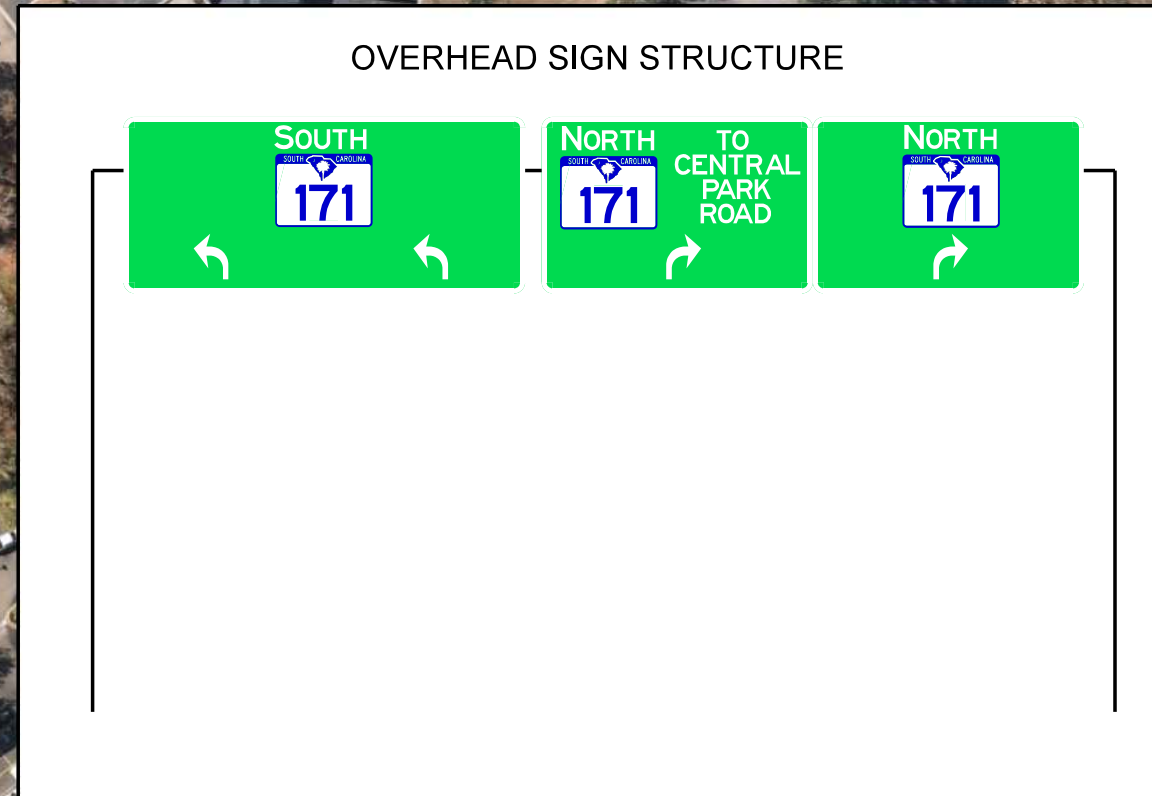 OVERHEAD SIGN STRUCTURE
SOUTH
SOUTH CAROLINA
171
NORTH
SOUTH CAROLINA
171
TO
CENTRAL
PARK
ROAD
NORTH
SOUTH CAROLINA
171